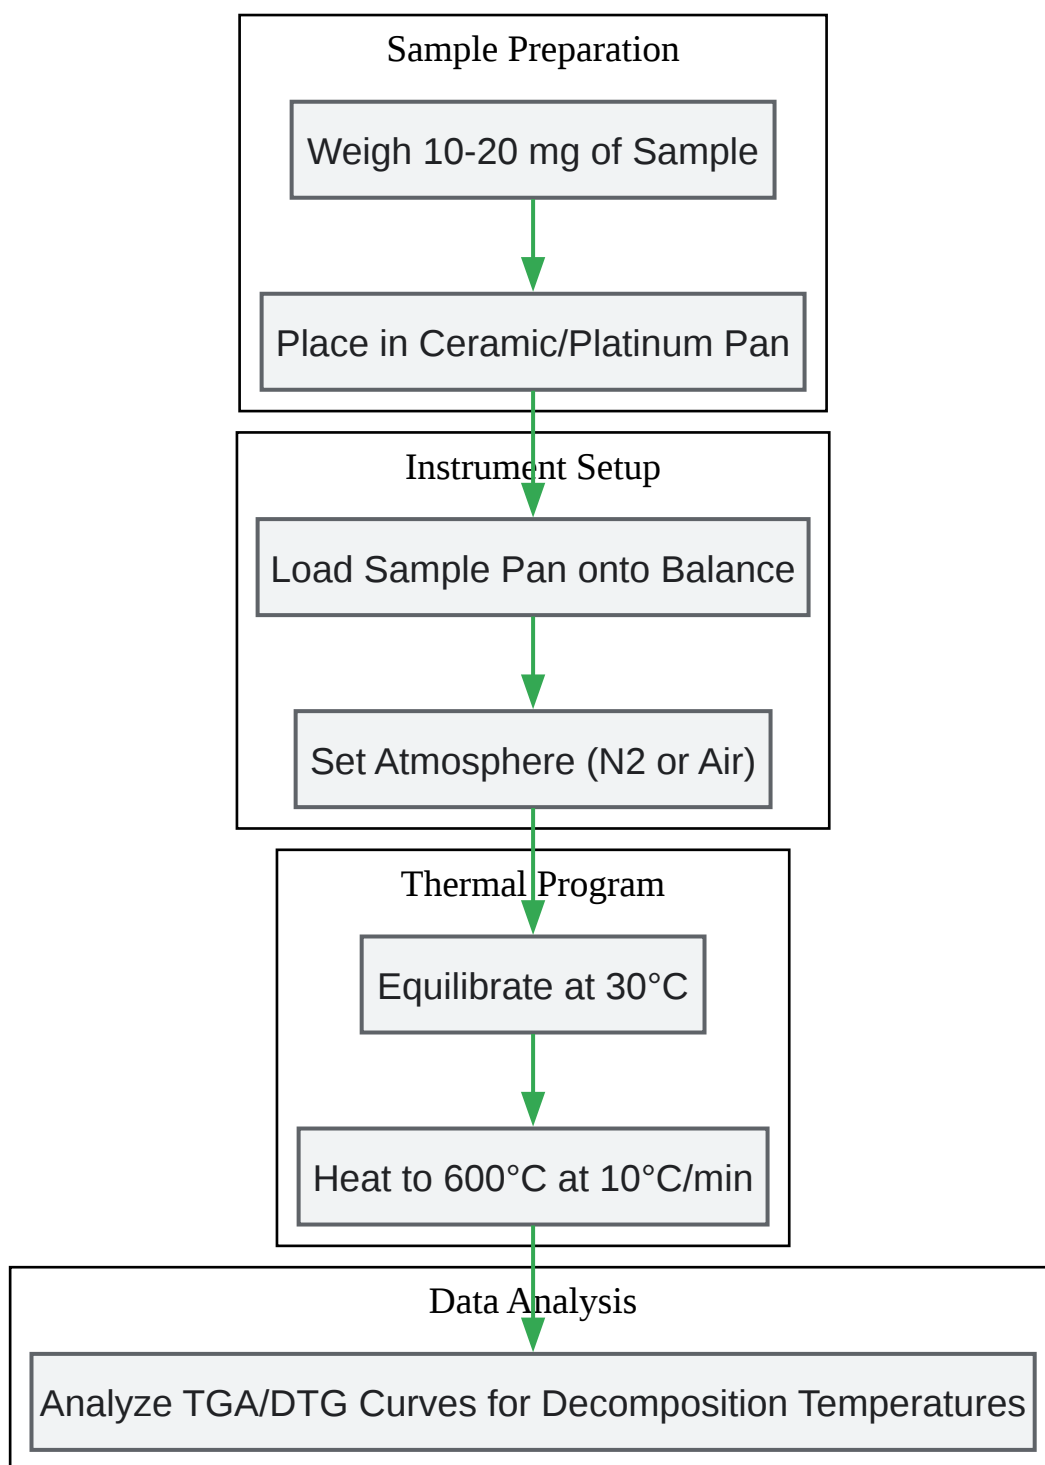 Sample Preparation
Weigh 10-20 mg of Sample
Place in Ceramic/Platinum Pan
Instrument Setup
Load Sample Pan onto Balance
Set Atmosphere (N2 or Air)
Thermal Program
Equilibrate at 30°C
Heat to 600°C at 10°C/min
Data Analysis
Analyze TGA/DTG Curves for Decomposition Temperatures